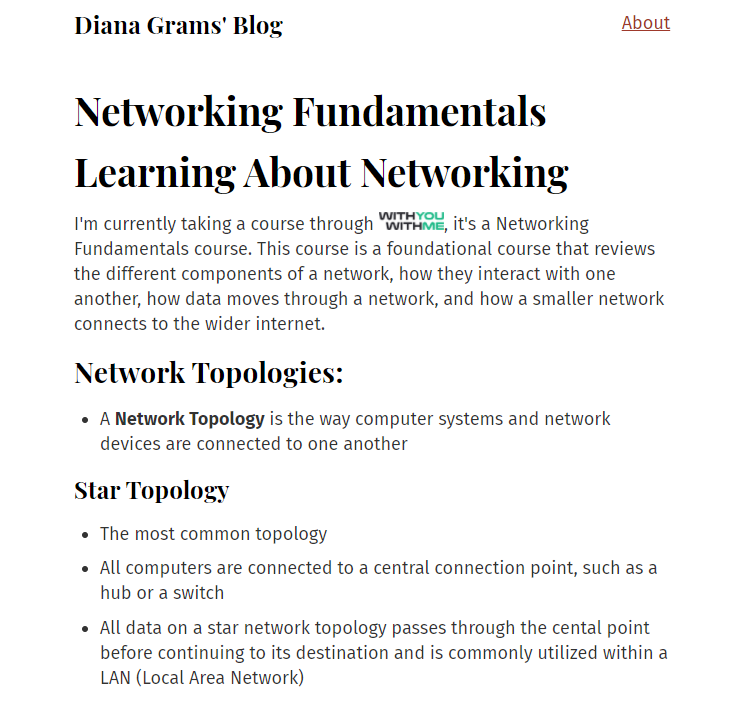 Diana Grams' Blog
About
Networking Fundamentals
Learning About Networking
I'm currently taking a course through WITHYOU WITHME, it's a Networking
Fundamentals course. This course is a foundational course that reviews
the different components of a network, how they interact with one
another, how data moves through a network, and how a smaller network
connects to the wider internet.
Network Topologies:
• A Network Topology is the way computer systems and network
devices are connected to one another
Star Topology
• The most common topology
• All computers are connected to a central connection point, such as a
hub or a switch
• All data on a star network topology passes through the cental point
before continuing to its destination and is commonly utilized within a
LAN (Local Area Network)